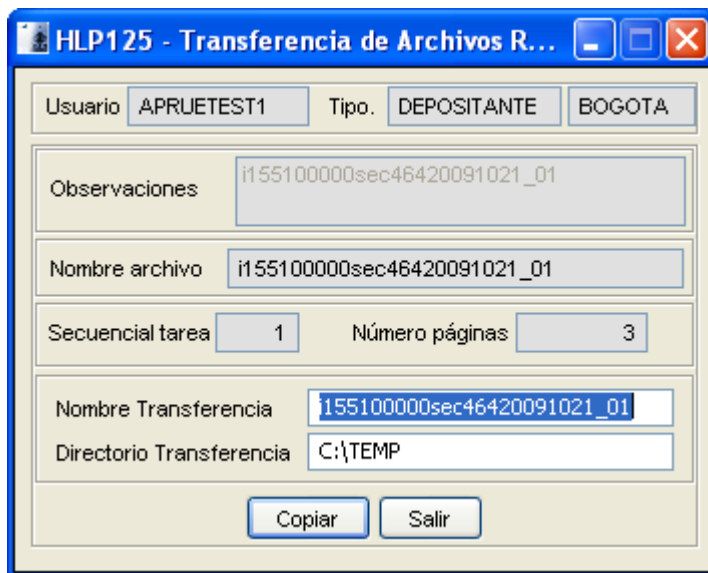 HLP125 - Transferencia de Archivos R...
Usuario APRUETEST1 Tipo. DEPOSITANTE BOGOTA
Observaciones i155100000sec46420091021_01
Nombre archivo i155100000sec46420091021_01
Secuencial tarea 1 Número páginas 3
Nombre Transferencia i155100000sec46420091021_01
Directorio Transferencia C:\TEMP
Copiar Salir